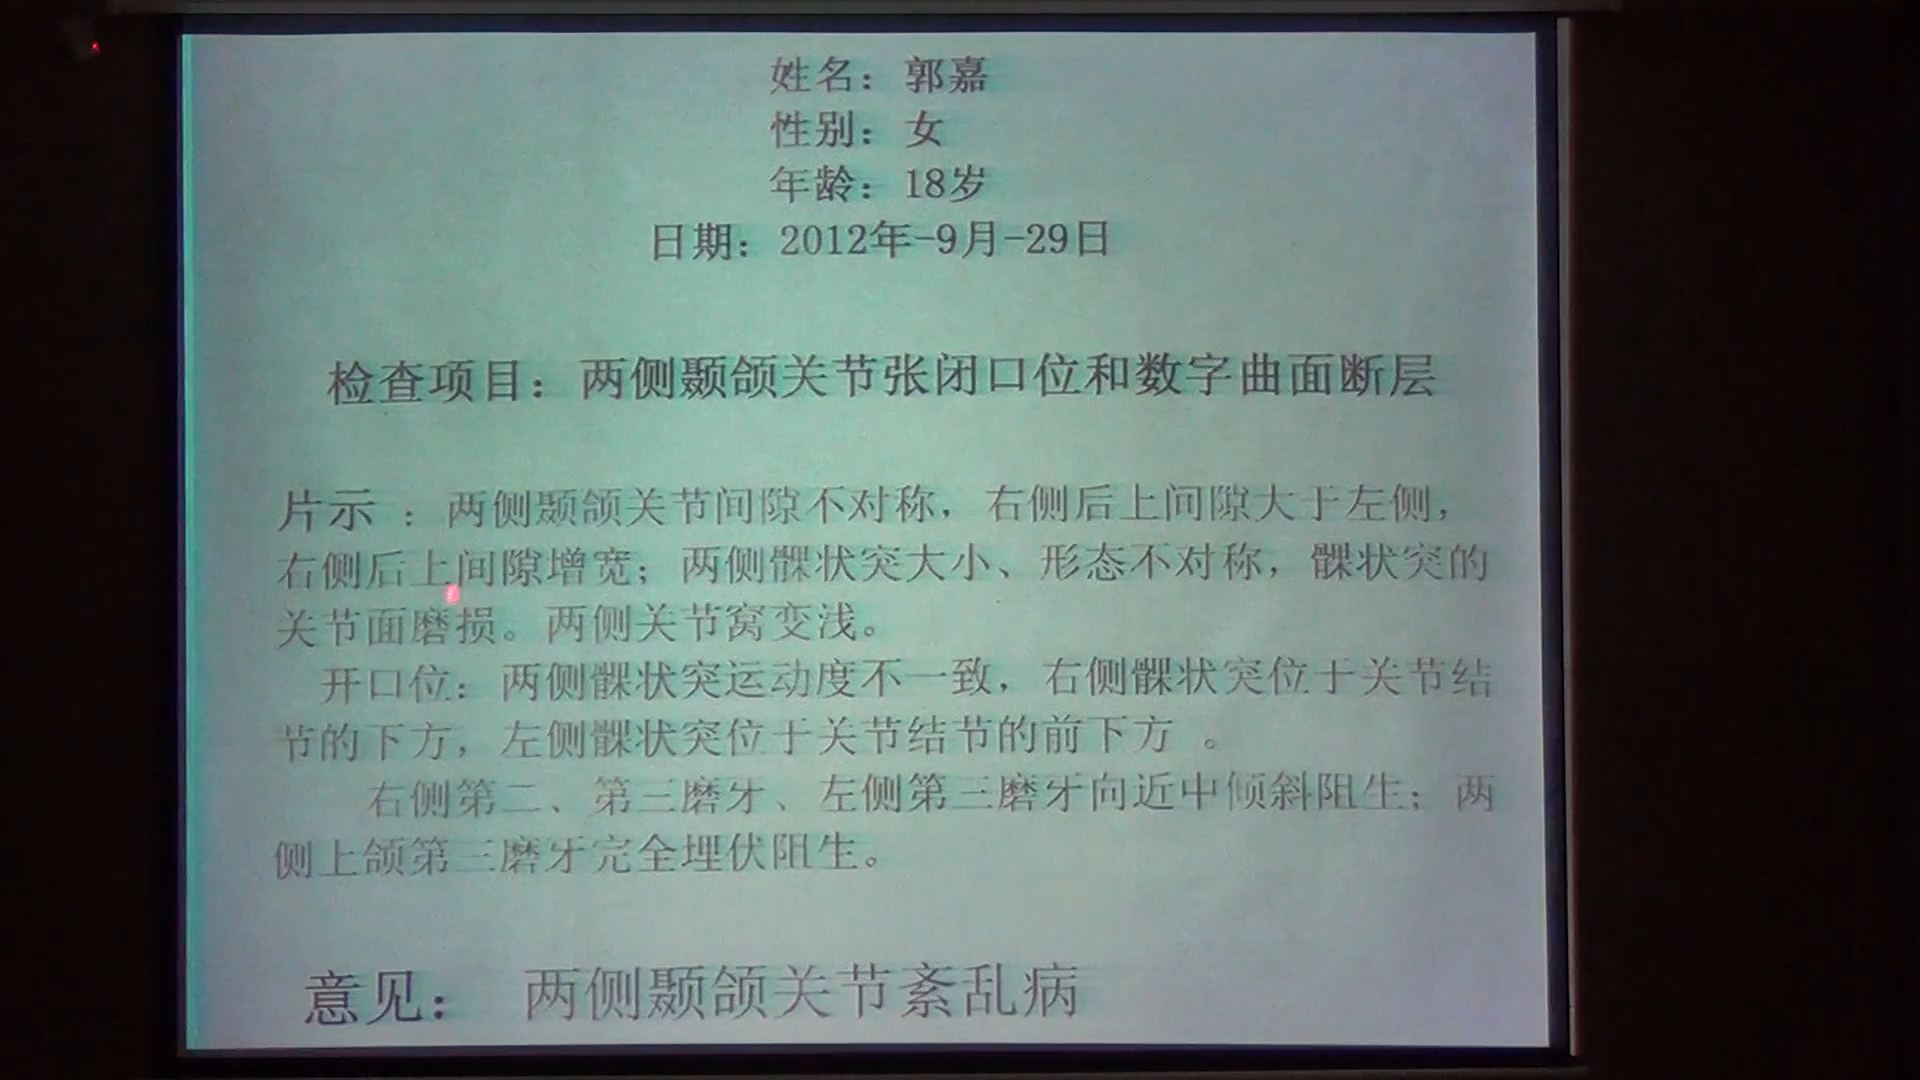 姓名：郭嘉
性别：女
年龄：18岁
日期：2012年-9月-29日
检查项目：两侧颞颌关节张闭口位和数字曲面断层
片示 ：两侧颞颌关节间隙不对称，右侧后上间隙大于左侧，
右侧后上间隙增宽；两侧髁状突大小、形态不对称，髁状突的
关节面磨损。两侧关节窝变浅。
开口位：两侧髁状突运动度不一致，右侧髁状突位于关节结
节的下方，左侧髁状突位于关节结节的前下方 。
右侧第二、第三磨牙、左侧第三磨牙向近中倾斜阻生；两
侧上颌第三磨牙完全埋伏阻生。
意见： 两侧颞颌关节紊乱病